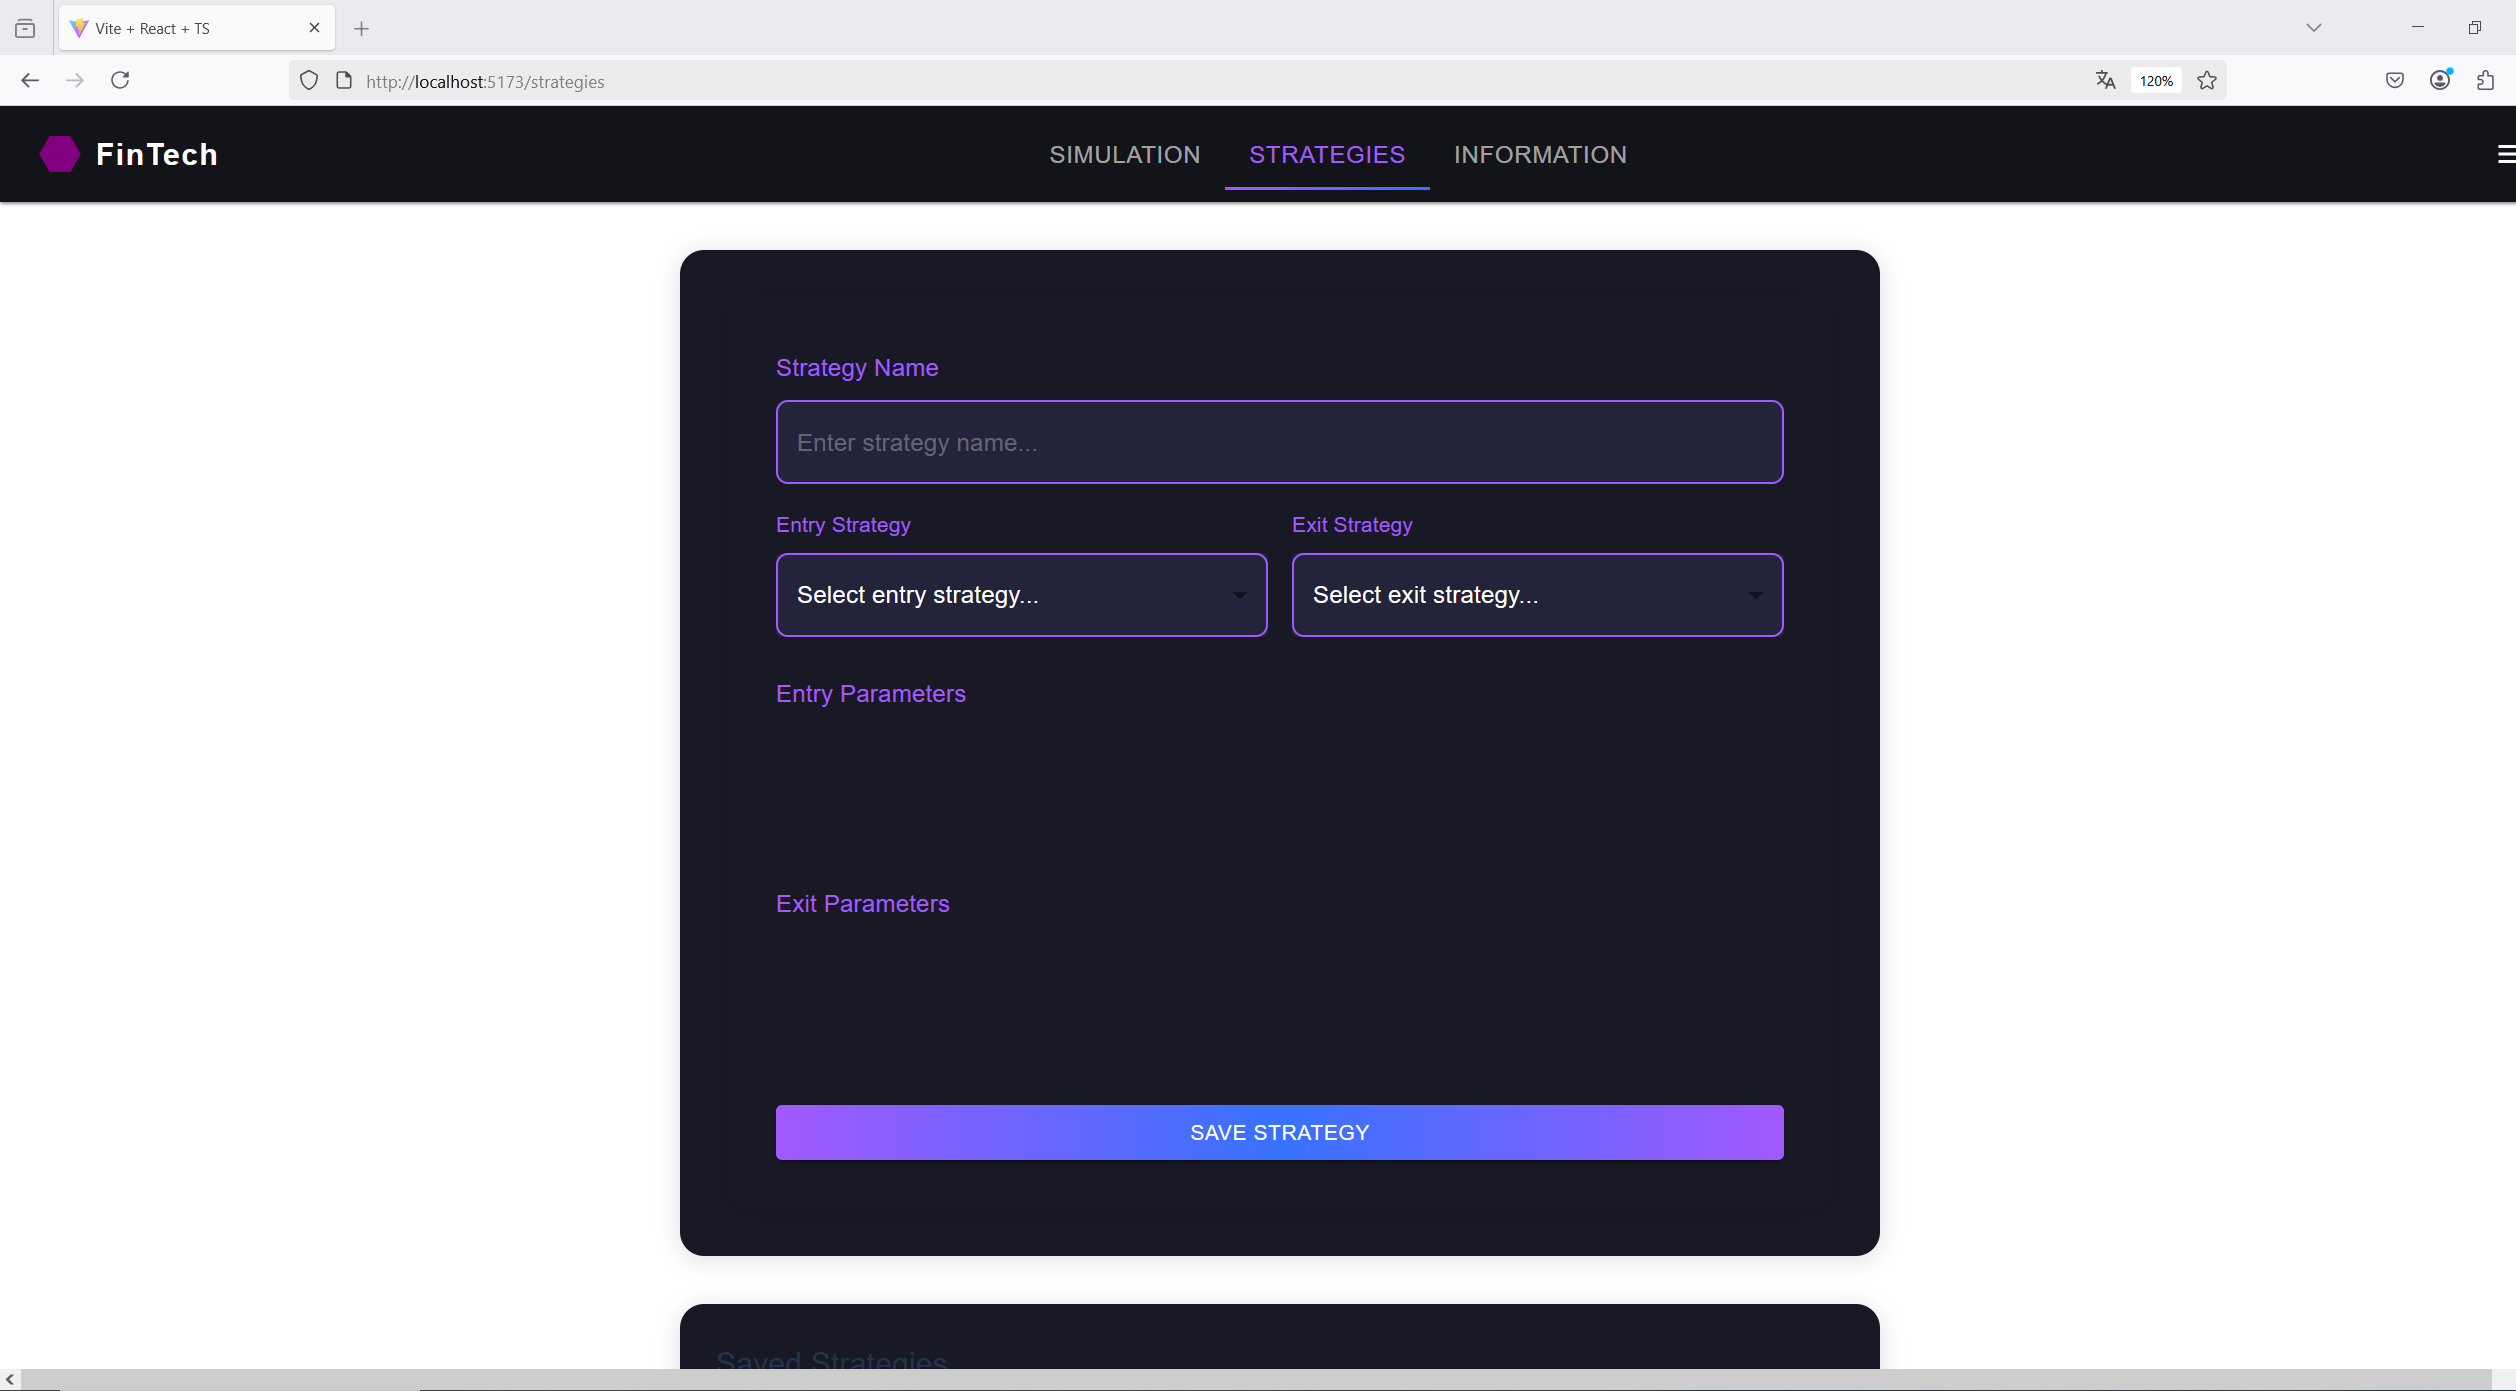 Vite + React + TS
http://localhost:5173/strategies
120%
FinTech
SIMULATION STRATEGIES INFORMATION
Strategy Name
Enter strategy name...
Entry Strategy Exit Strategy
Select entry strategy... Select exit strategy...
Entry Parameters
Exit Parameters
SAVE STRATEGY
Saved Strategies